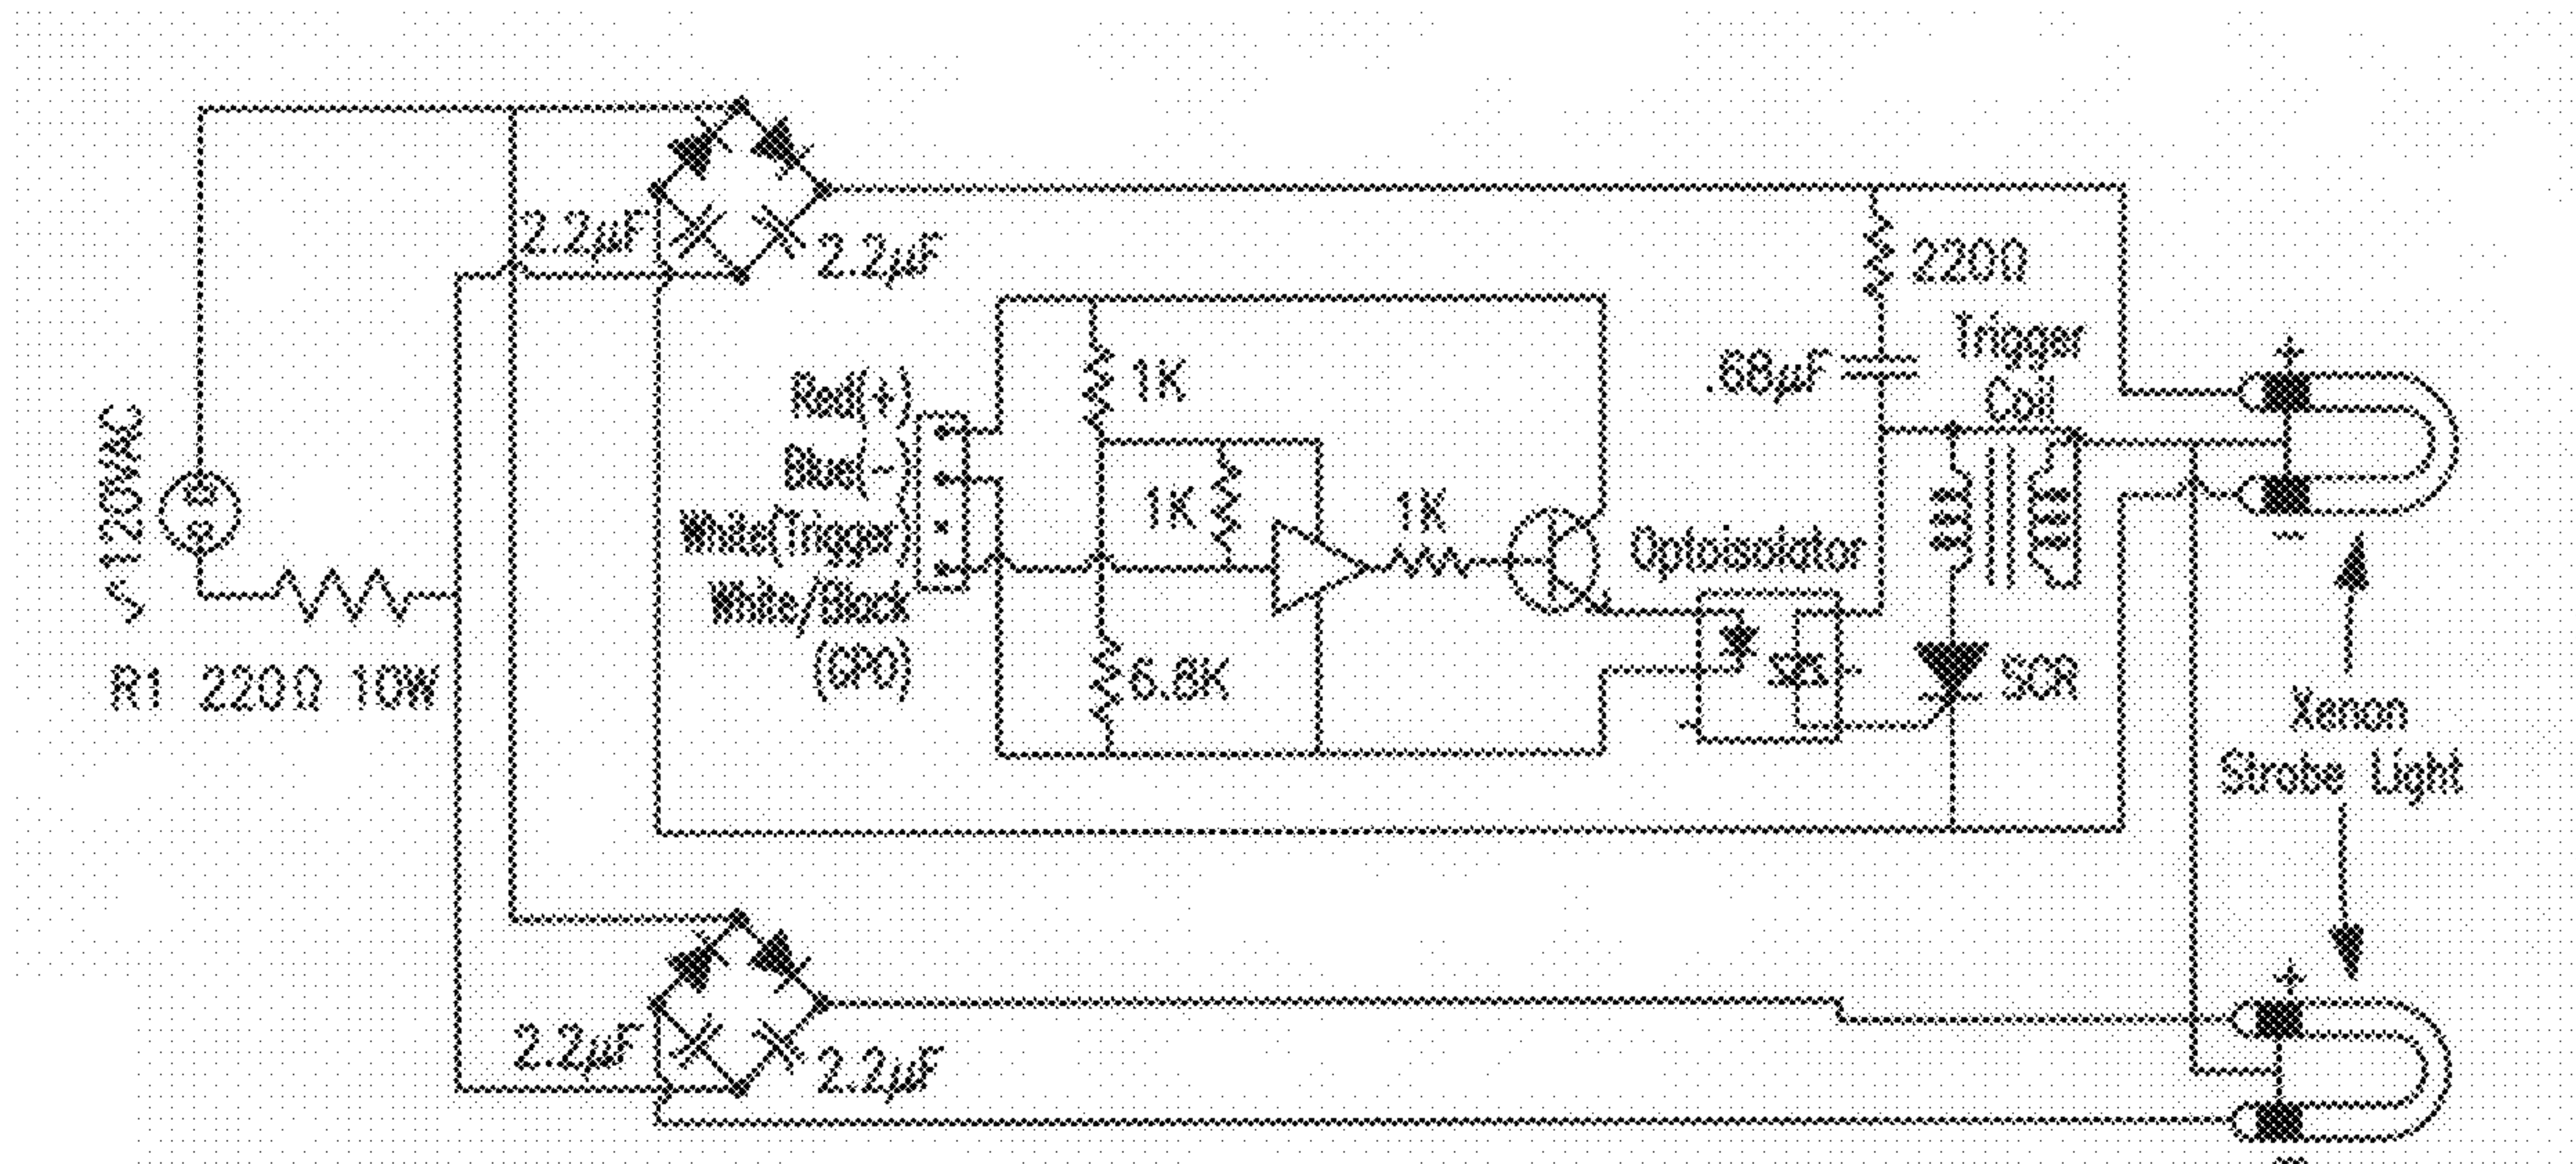 ~120VAC
R1 220Ω 10W
2.2µF
2.2µF
Red(+)
Blue(-)
White(Trigger)
White/Black
(GPO)
1K
1K
6.8K
1K
Optoisolator
.68µF
220Ω
Trigger
Coil
SCR
+
-
Xenon
Strobe Light
2.2µF
2.2µF
+
-